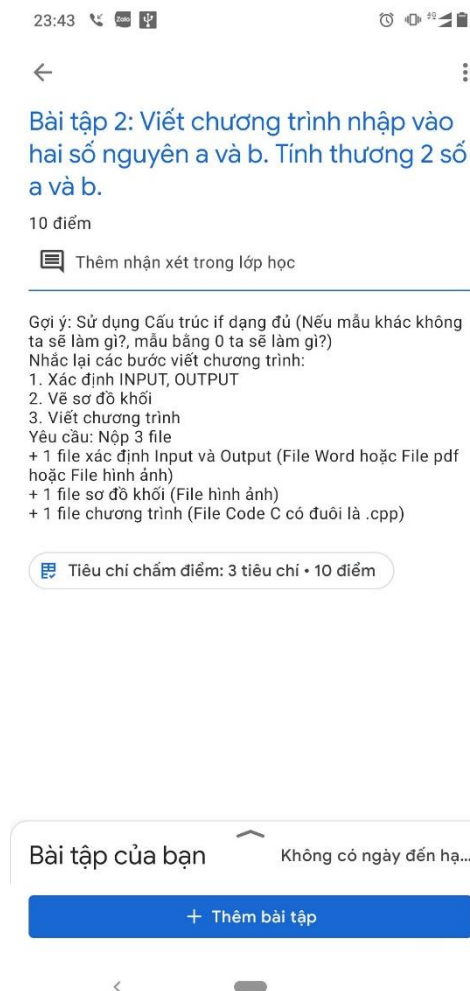 23:43
Zalo
4G
Bài tập 2: Viết chương trình nhập vào
hai số nguyên a và b. Tính thương 2 số
a và b.
10 điểm
Thêm nhận xét trong lớp học
Gợi ý: Sử dụng Cấu trúc if dạng đủ (Nếu mẫu khác không
ta sẽ làm gì?, mẫu bằng 0 ta sẽ làm gì?)
Nhắc lại các bước viết chương trình:
1. Xác định INPUT, OUTPUT
2. Vẽ sơ đồ khối
3. Viết chương trình
Yêu cầu: Nộp 3 file
+ 1 file xác định Input và Output (File Word hoặc File pdf
hoặc File hình ảnh)
+ 1 file sơ đồ khối (File hình ảnh)
+ 1 file chương trình (File Code C có đuôi là .cpp)
Tiêu chí chấm điểm: 3 tiêu chí • 10 điểm
Bài tập của bạn
Không có ngày đến hạ...
+ Thêm bài tập